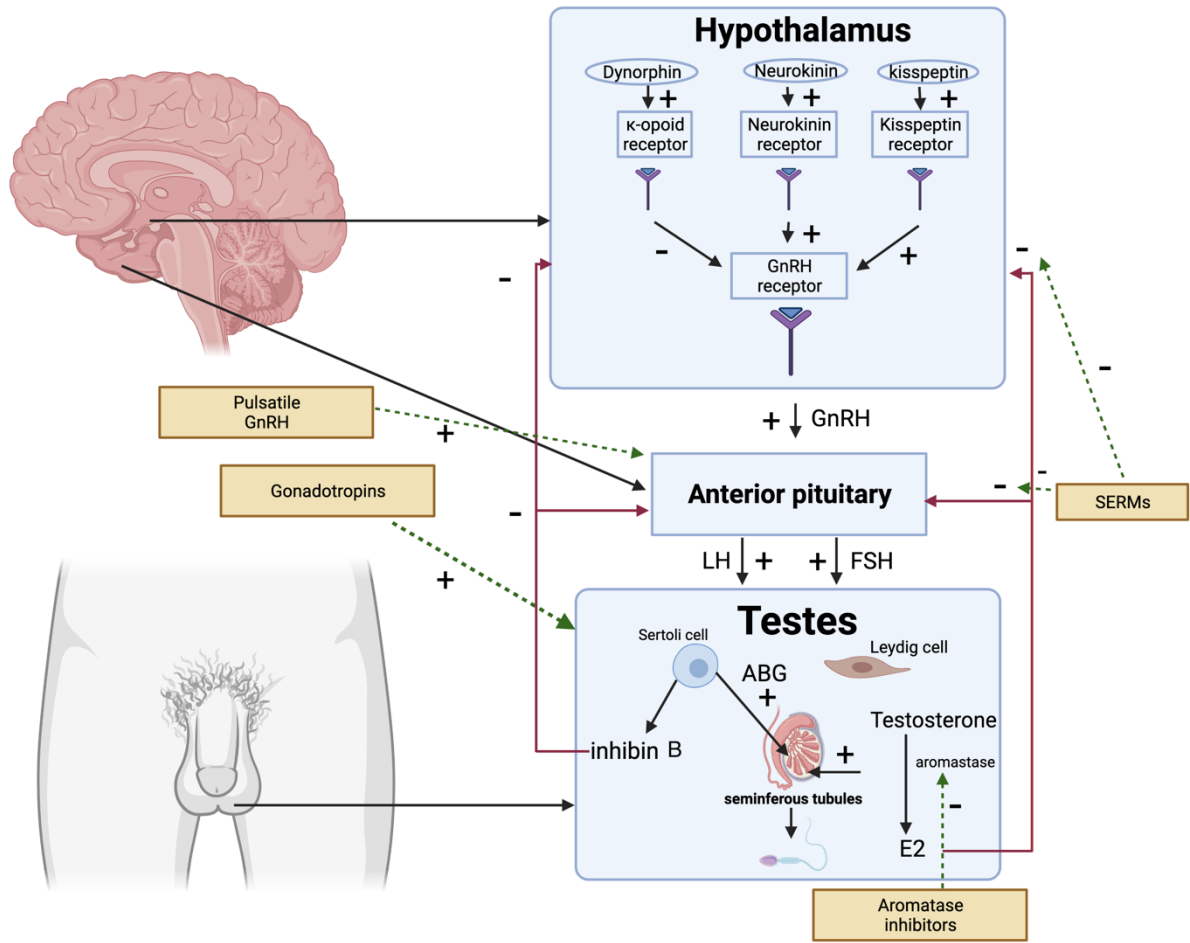 Hypothalamus
Dynorphin
Neurokinin
kisspeptin
+
+
+
κ-opoid
receptor
Neurokinin
receptor
Kisspeptin
receptor
-
+
+
GnRH
receptor
-
-
-
Pulsatile
GnRH
+
+ GnRH
Gonadotropins
+
Anterior pituitary
-
-
-
SERMs
LH +
+ FSH
Testes
Sertoli cell
Leydig cell
ABG
+
Testosterone
inhibin B
+
aromastase
seminferous tubules
-
E2
Aromatase
inhibitors